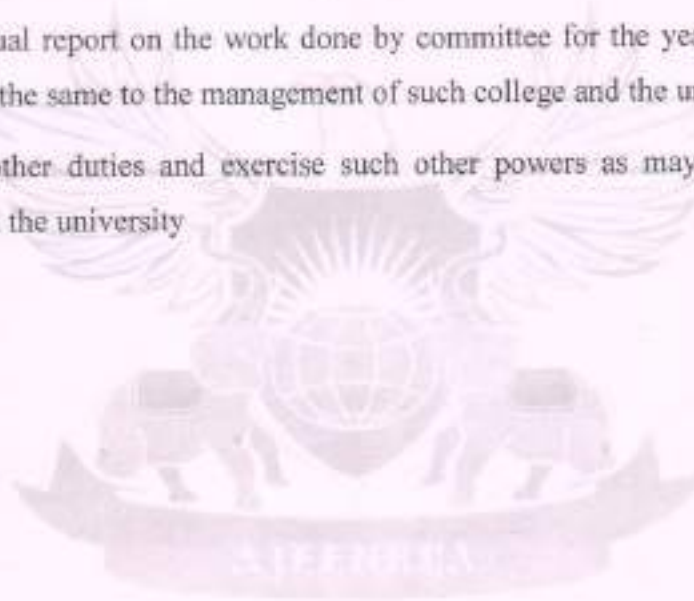 ual report on the work done by committee for the yea
the same to the management of such college and the u
ther duties and exercise such other powers as may
the university